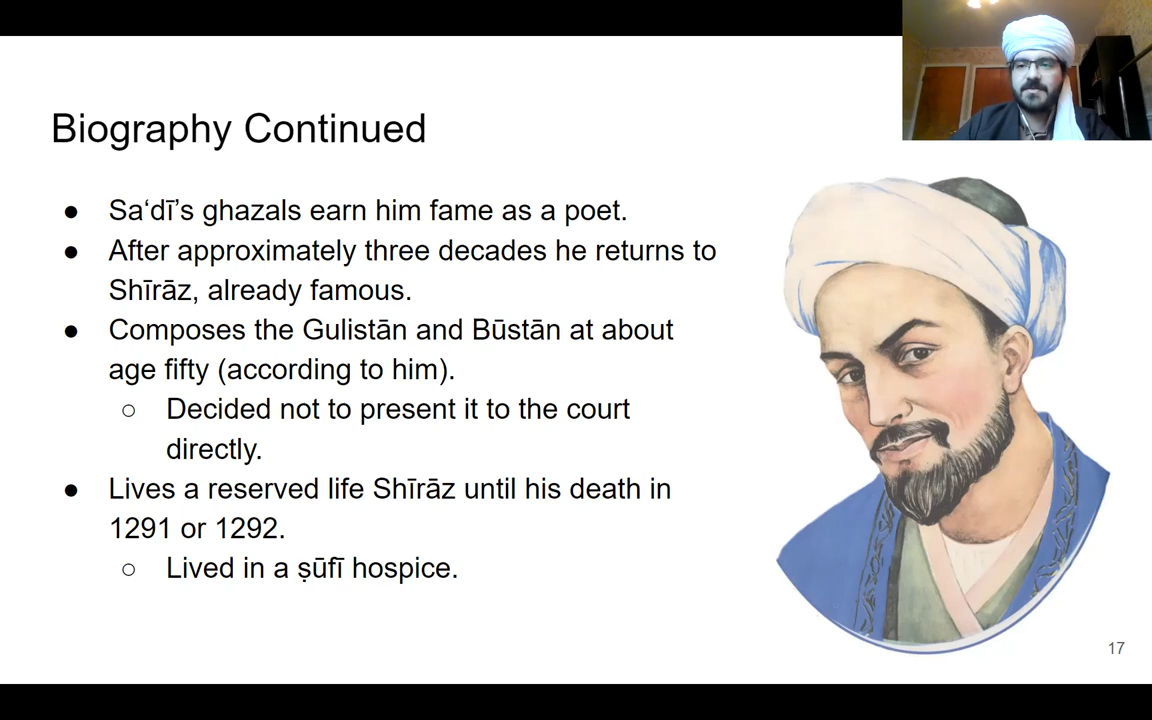 Biography Continued
● Sa‘dī’s ghazals earn him fame as a poet.
● After approximately three decades he returns to
Shīrāz, already famous.
● Composes the Gulistān and Būstān at about
age fifty (according to him).
○ Decided not to present it to the court
directly.
● Lives a reserved life Shīrāz until his death in
1291 or 1292.
○ Lived in a ṣūfī hospice.
17